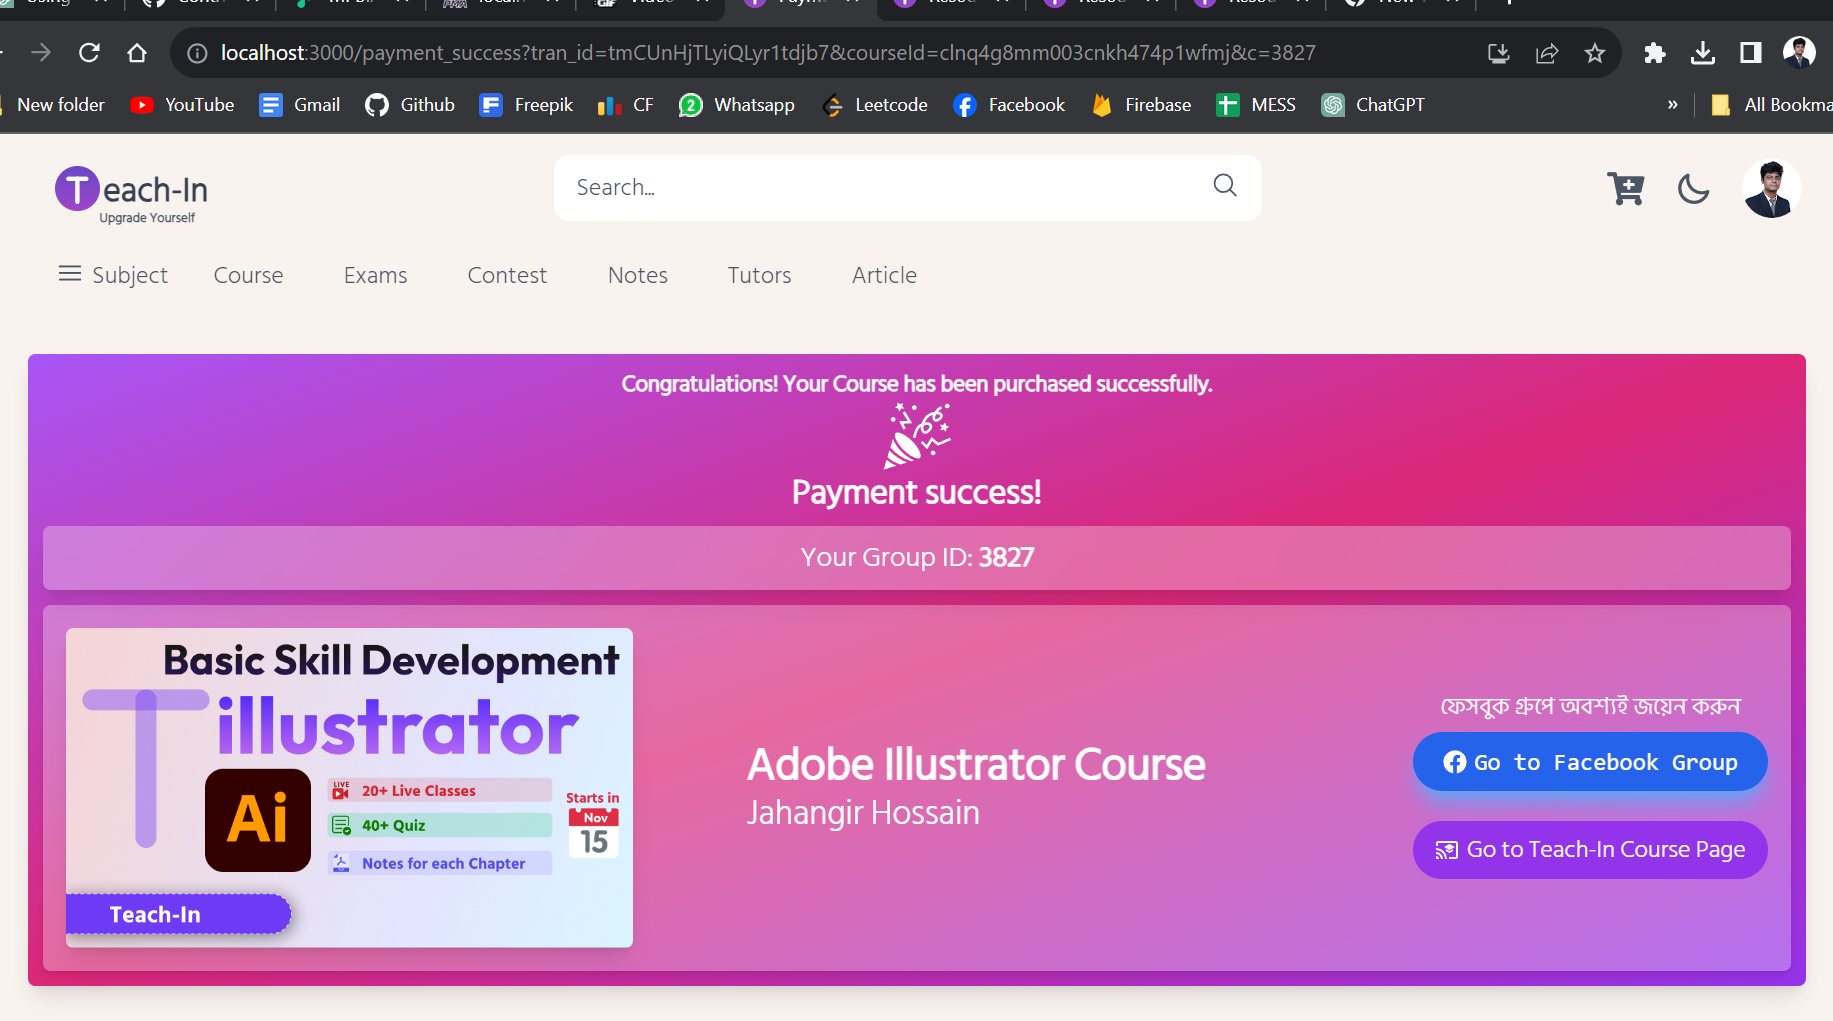 localhost:3000/payment_success?tran_id=tmCUnHjTLyiQLyr1tdjb7&courseId=clnq4g8mm003cnkh474p1wfmj&c=3827
New folder YouTube Gmail Github Freepik CF Whatsapp Leetcode Facebook Firebase MESS ChatGPT » All Bookma
Teach-In
Upgrade Yourself
Search...
Subject Course Exams Contest Notes Tutors Article
Congratulations! Your Course has been purchased successfully.
Payment success!
Your Group ID: 3827
Basic Skill Development
T illustrator
Ai
LIVE 20+ Live Classes
40+ Quiz
Notes for each Chapter
Starts in
Nov
15
Teach-In
Adobe Illustrator Course
Jahangir Hossain
ফেসবুক গ্রুপে অবশ্যই জয়েন করুন
Go to Facebook Group
Go to Teach-In Course Page